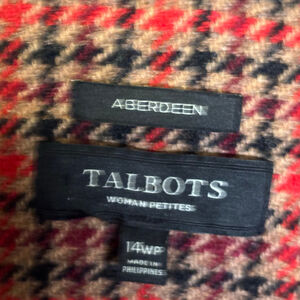 ABERDEEN
TALBOTS
WOMAN PETITES
14WP
MADE IN
PHILIPPINES